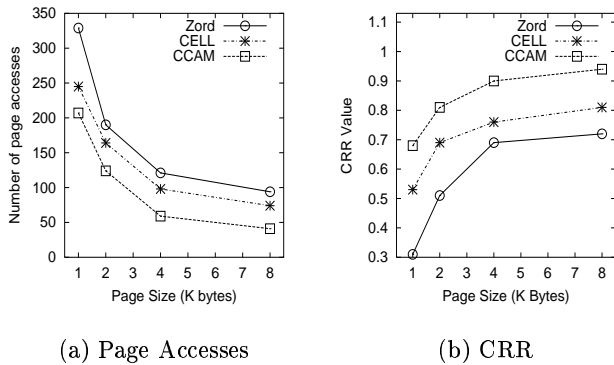 Number of page accesses
350
300
250
200
150
100
50
0
Zord
CELL
CCAM
1 2 3 4 5 6 7 8
Page Size (K bytes)
(a) Page Accesses
CRR Value
1.1
1
0.9
0.8
0.7
0.6
0.5
0.4
0.3
Zord
CELL
CCAM
1 2 3 4 5 6 7 8
Page Size (K Bytes)
(b) CRR